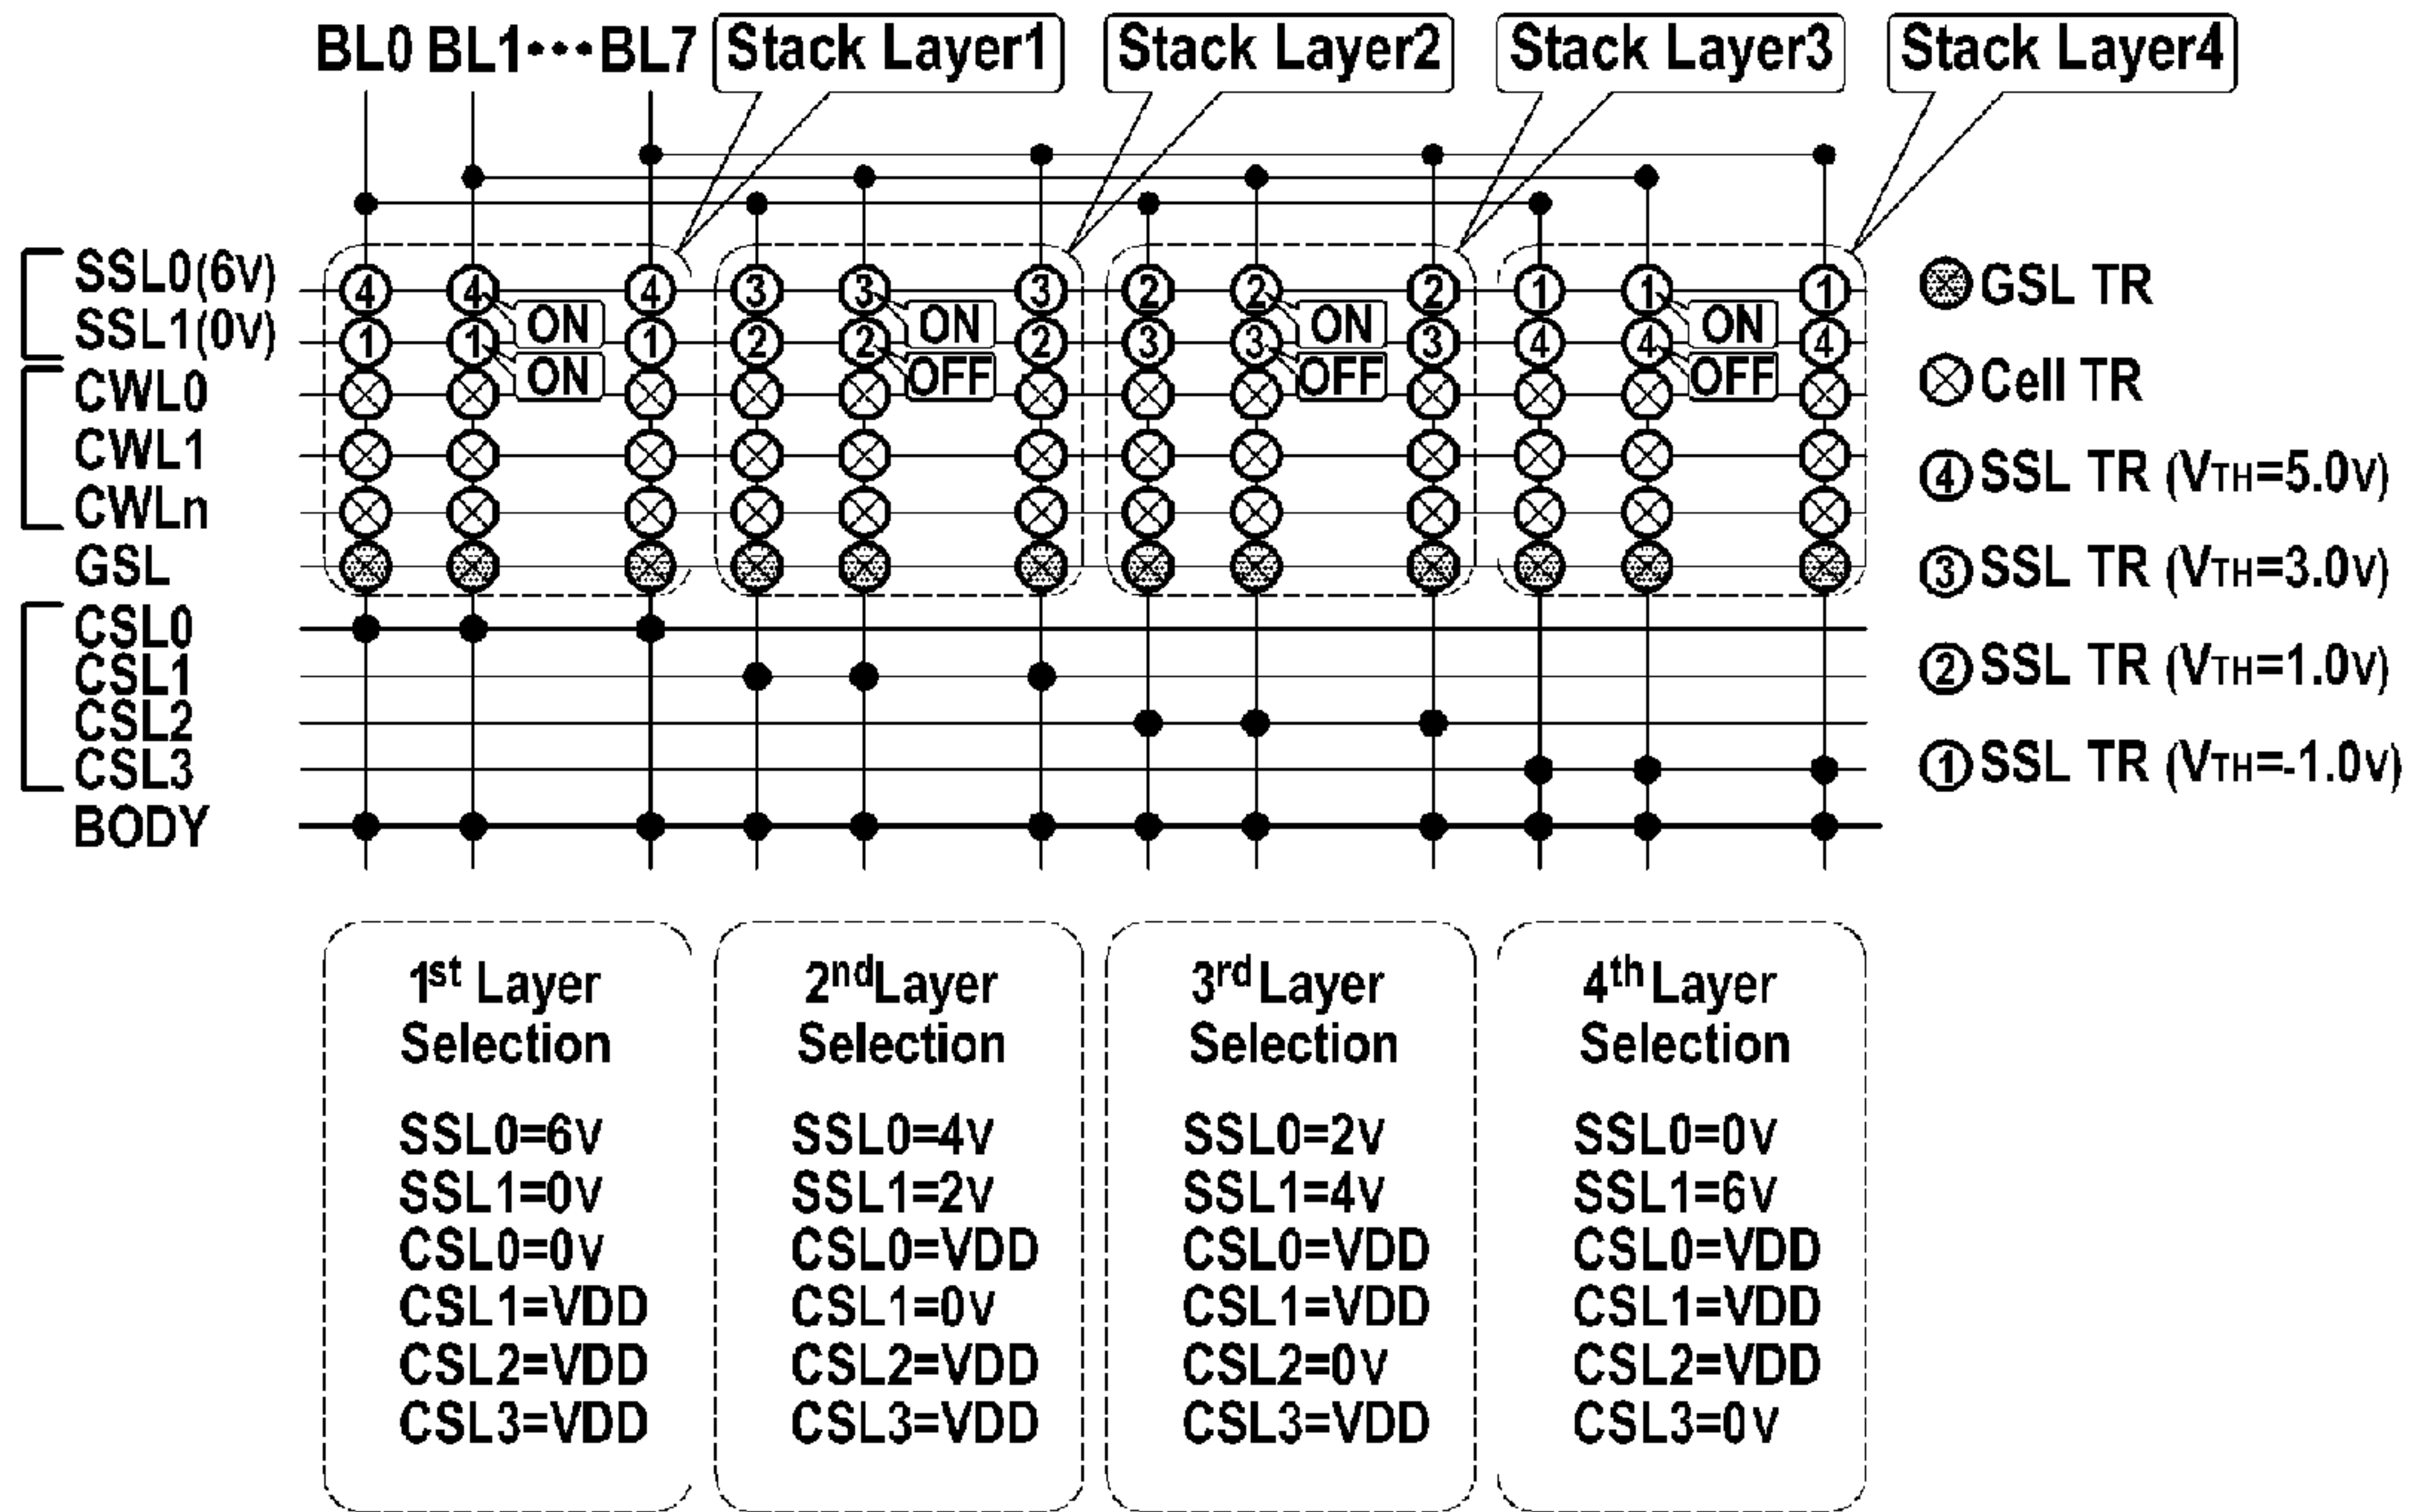 BL0 BL1•••BL7 Stack Layer1 Stack Layer2 Stack Layer3 Stack Layer4
SSL0(6V) 4 4 4 3 3 3 2 2 2 1 1 1 GSL TR
ON ON ON ON
SSL1(0V) 1 1 1 2 2 2 3 3 3 4 4 4
ON OFF OFF OFF
CWL0 Cell TR
CWL1
④ SSL TR (VTH=5.0V)
CWLn
GSL
③ SSL TR (VTH=3.0V)
CSL0
CSL1
② SSL TR (VTH=1.0V)
CSL2
CSL3
① SSL TR (VTH=-1.0V)
BODY
1st Layer
Selection
SSL0=6V
SSL1=0V
CSL0=0V
CSL1=VDD
CSL2=VDD
CSL3=VDD
2nd Layer
Selection
SSL0=4V
SSL1=2V
CSL0=VDD
CSL1=0V
CSL2=VDD
CSL3=VDD
3rd Layer
Selection
SSL0=2V
SSL1=4V
CSL0=VDD
CSL1=VDD
CSL2=0V
CSL3=VDD
4th Layer
Selection
SSL0=0V
SSL1=6V
CSL0=VDD
CSL1=VDD
CSL2=VDD
CSL3=0V